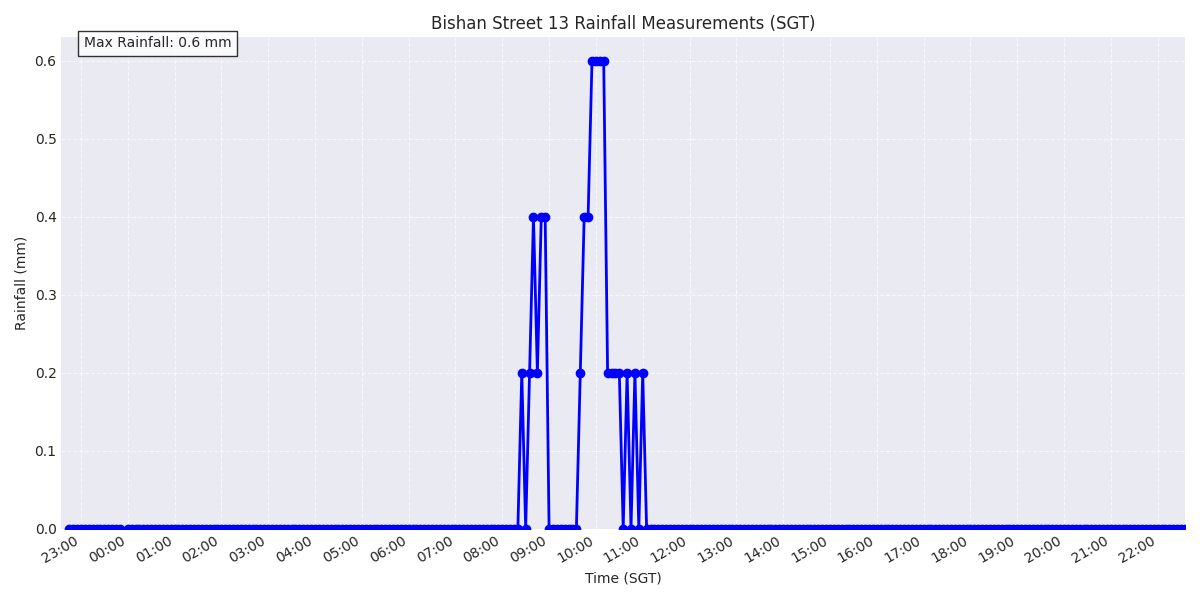 Bishan Street 13 Rainfall Measurements (SGT)
Max Rainfall: 0.6 mm
0.6
0.5
0.4
0.3
0.2
0.1
0.0
Rainfall (mm)
23:00 00:00 01:00 02:00 03:00 04:00 05:00 06:00 07:00 08:00 09:00 10:00 11:00 12:00 13:00 14:00 15:00 16:00 17:00 18:00 19:00 20:00 21:00 22:00
Time (SGT)